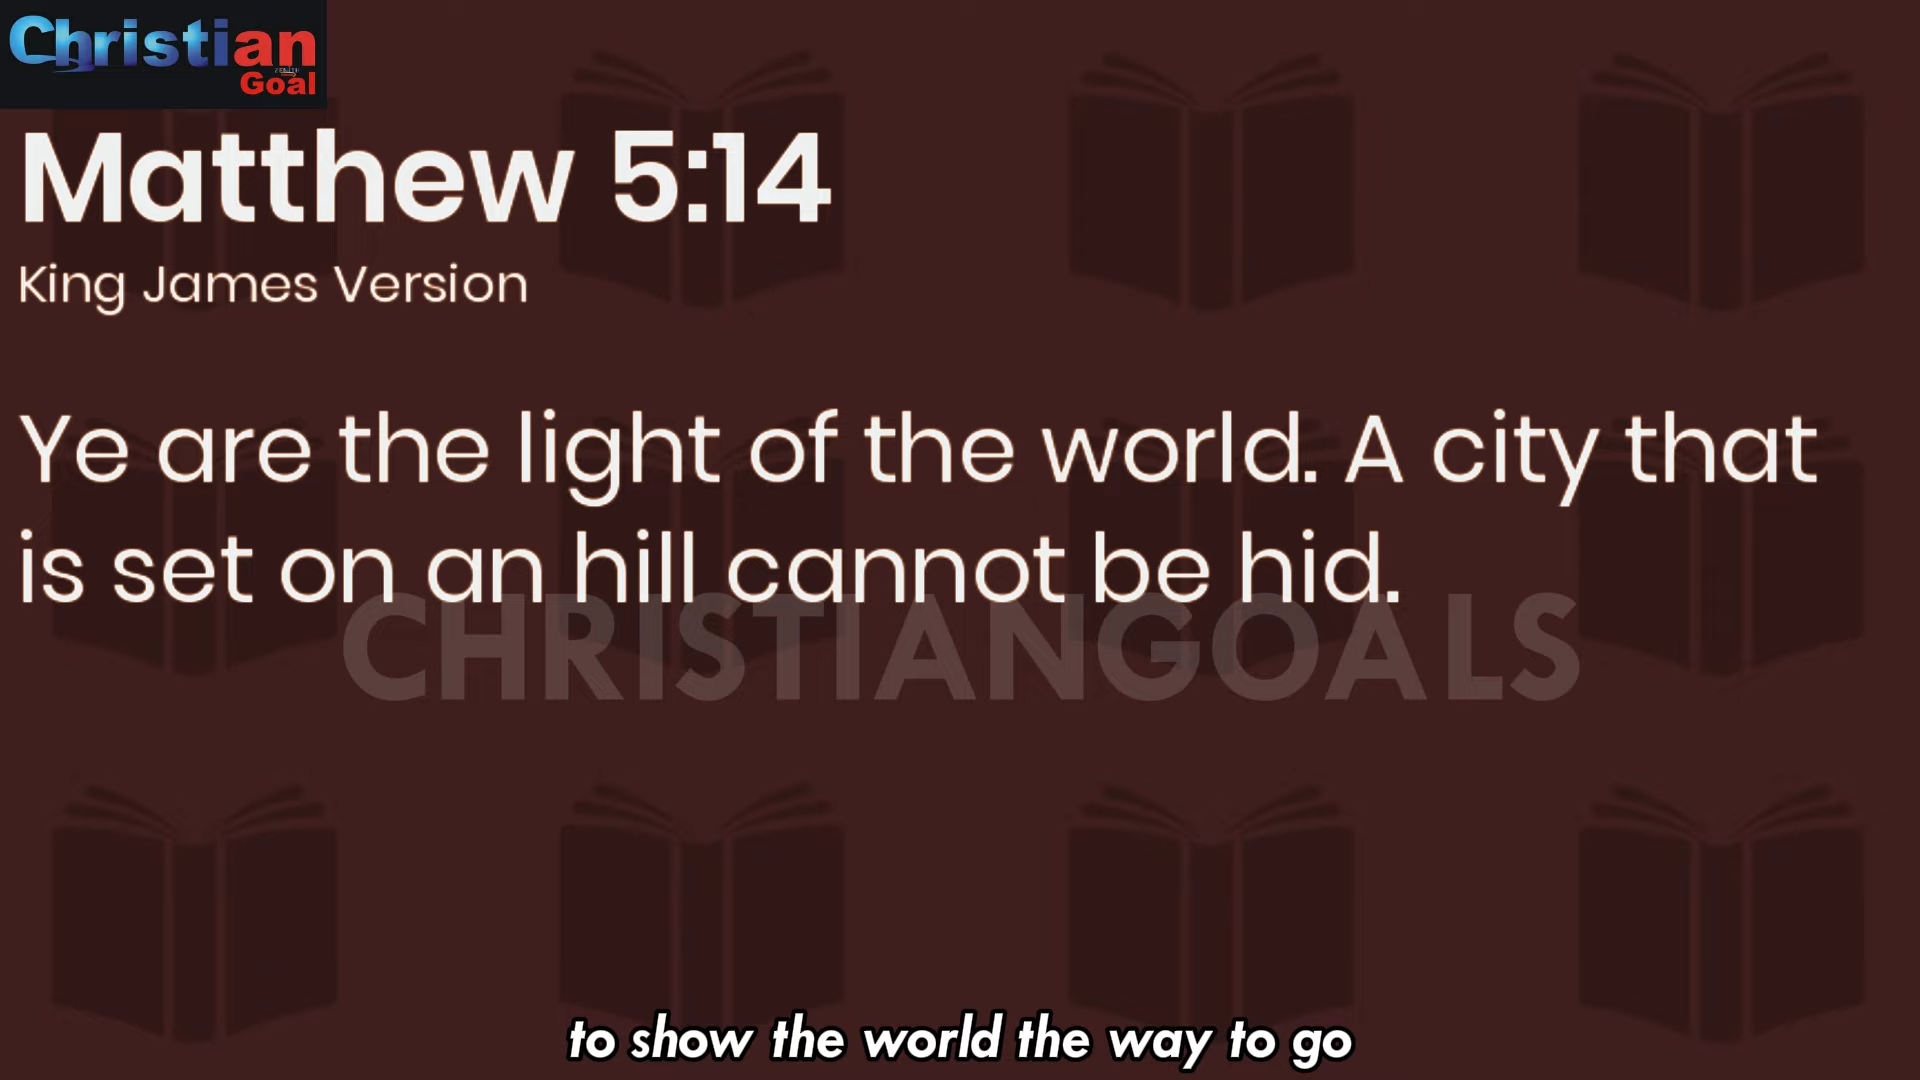 Christian
Goal
Matthew 5:14
King James Version
Ye are the light of the world. A city that
is set on an hill cannot be hid.
CHRISTIANGOALS
to show the world the way to go